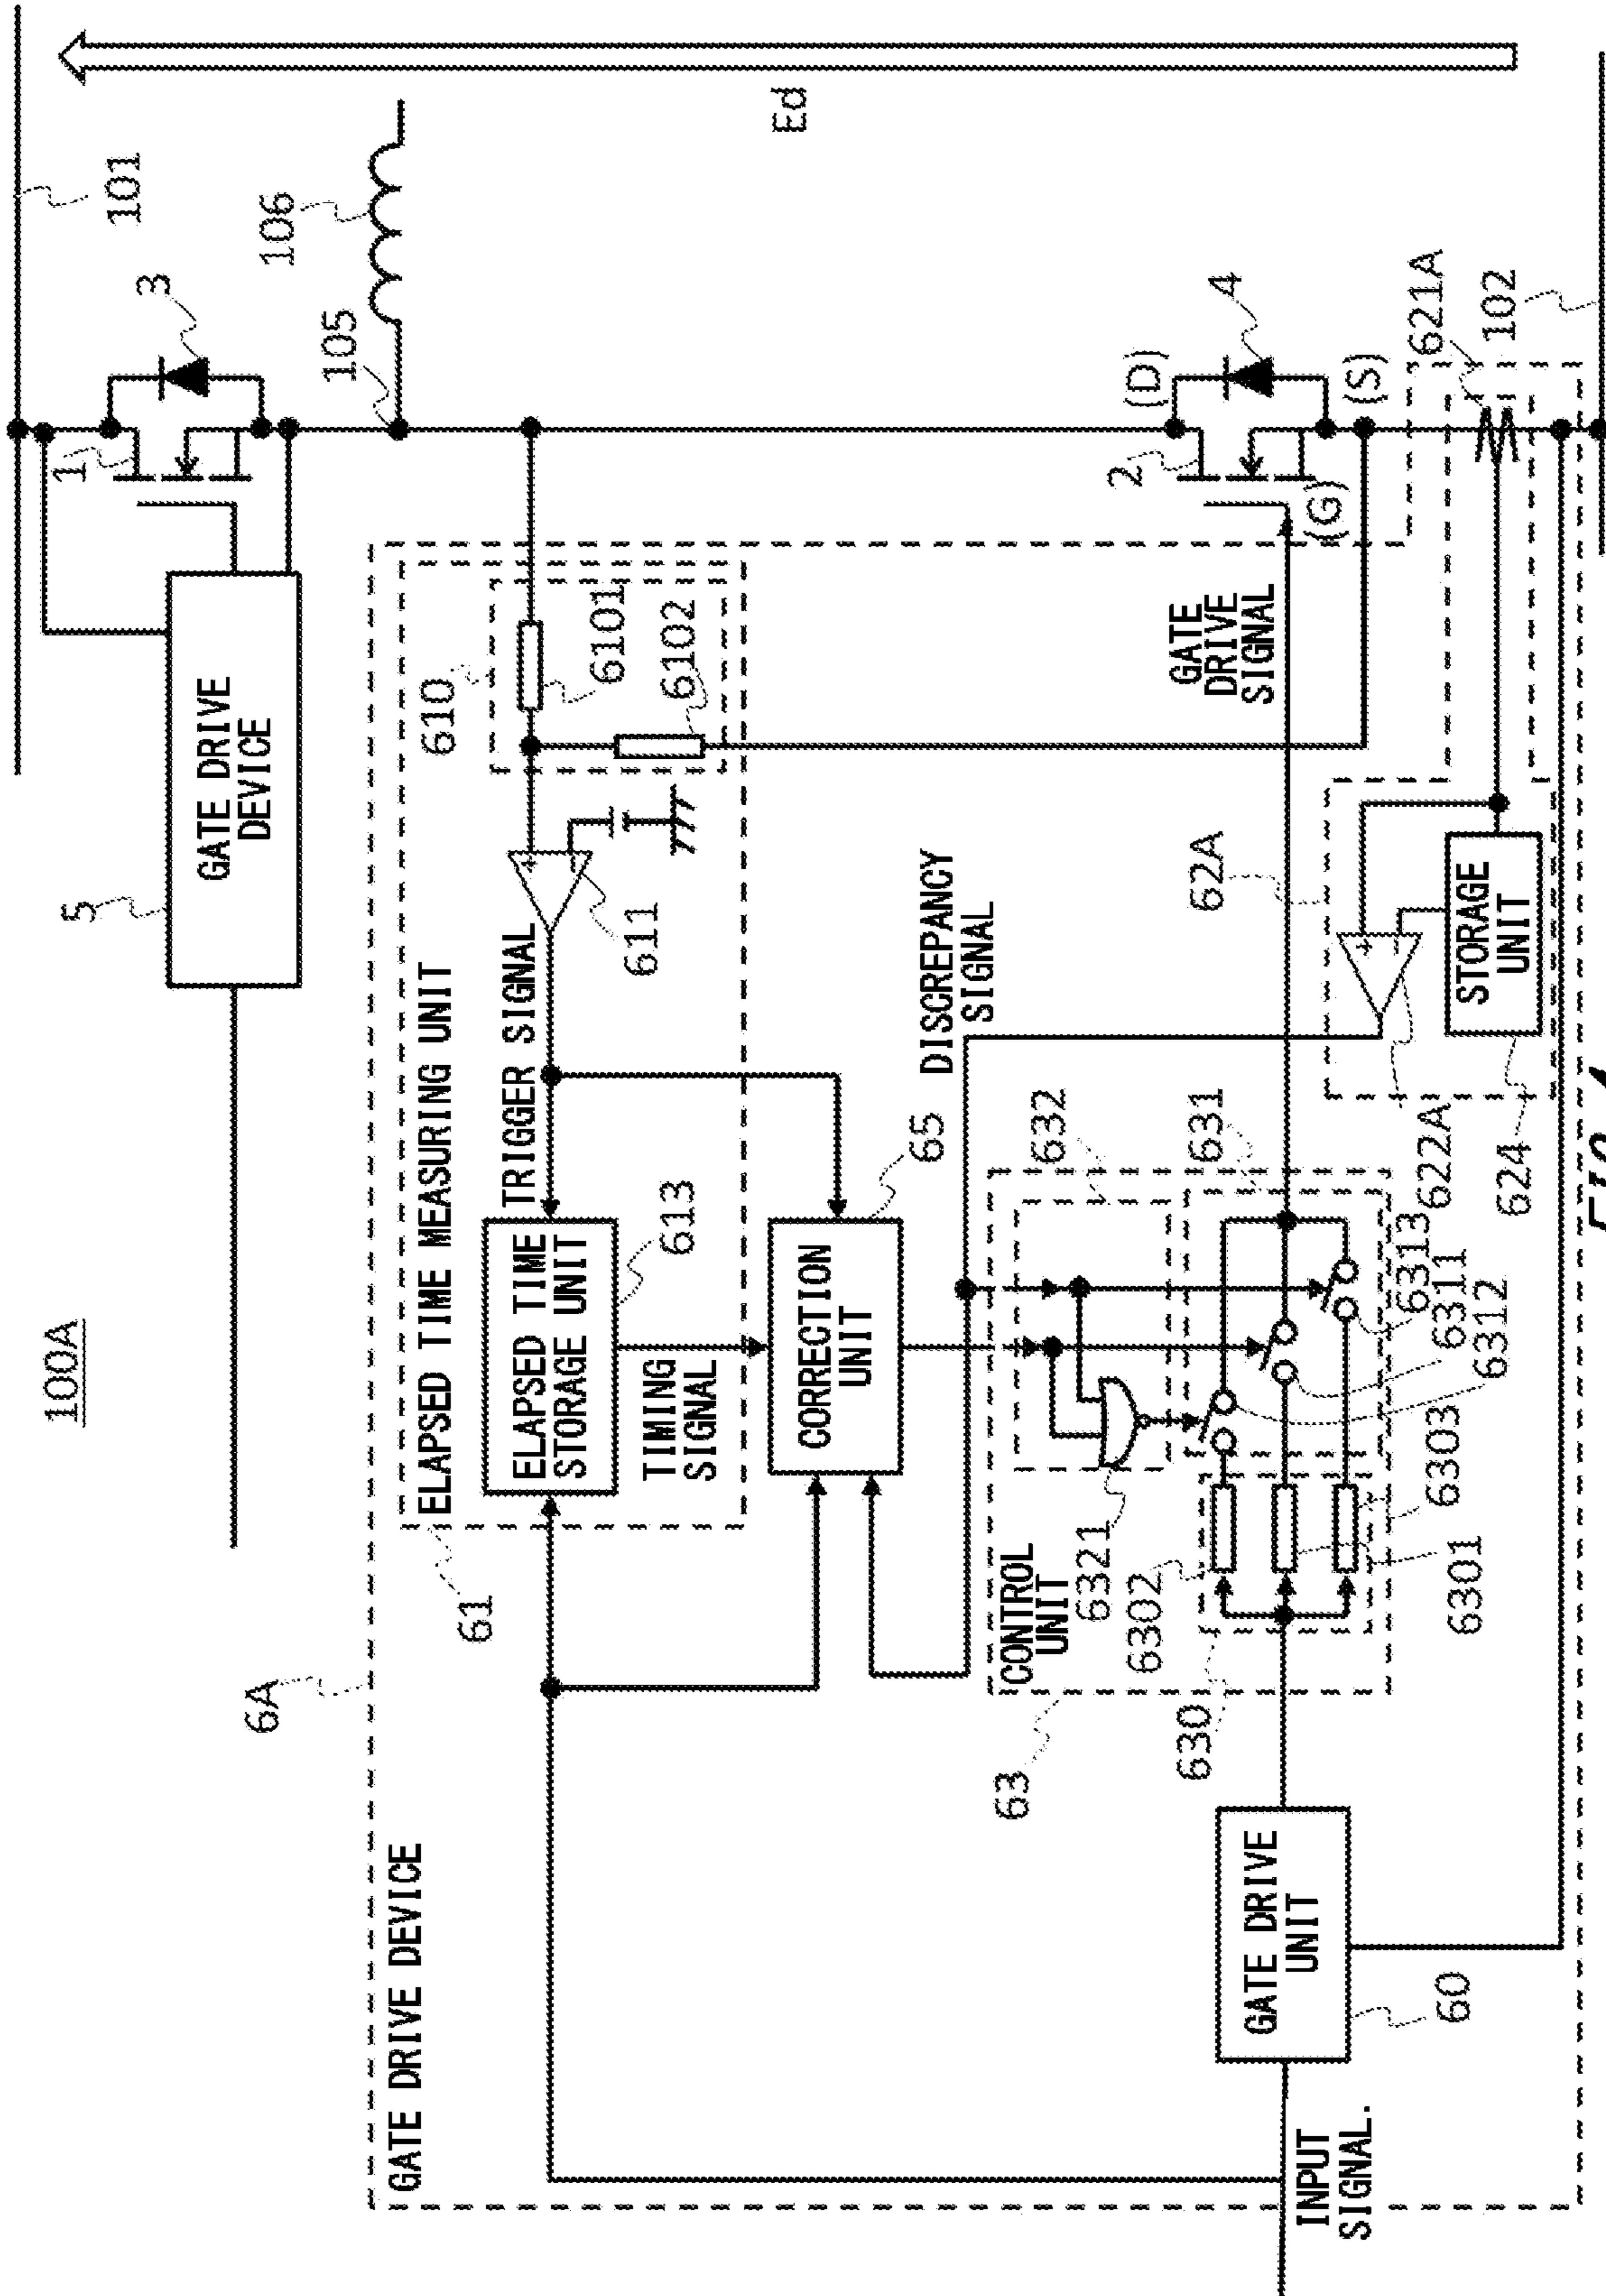 100A
101
106
3
105
1
5
GATE DRIVE
DEVICE
Ed
6A
GATE DRIVE DEVICE
61
ELAPSED TIME MEASURING UNIT
610
6101
6102
611
TRIGGER SIGNAL
ELAPSED TIME
STORAGE UNIT
613
TIMING
SIGNAL
CORRECTION
UNIT
65
DISCREPANCY
SIGNAL
GATE
DRIVE
SIGNAL
2
(D)
(G)
(S)
4
621A
102
62A
+
-
STORAGE
UNIT
622A
624
632
631
6313
6311
6312
6303
6301
CONTROL
UNIT
6321
6302
630
63
GATE DRIVE
UNIT
60
INPUT
SIGNAL.